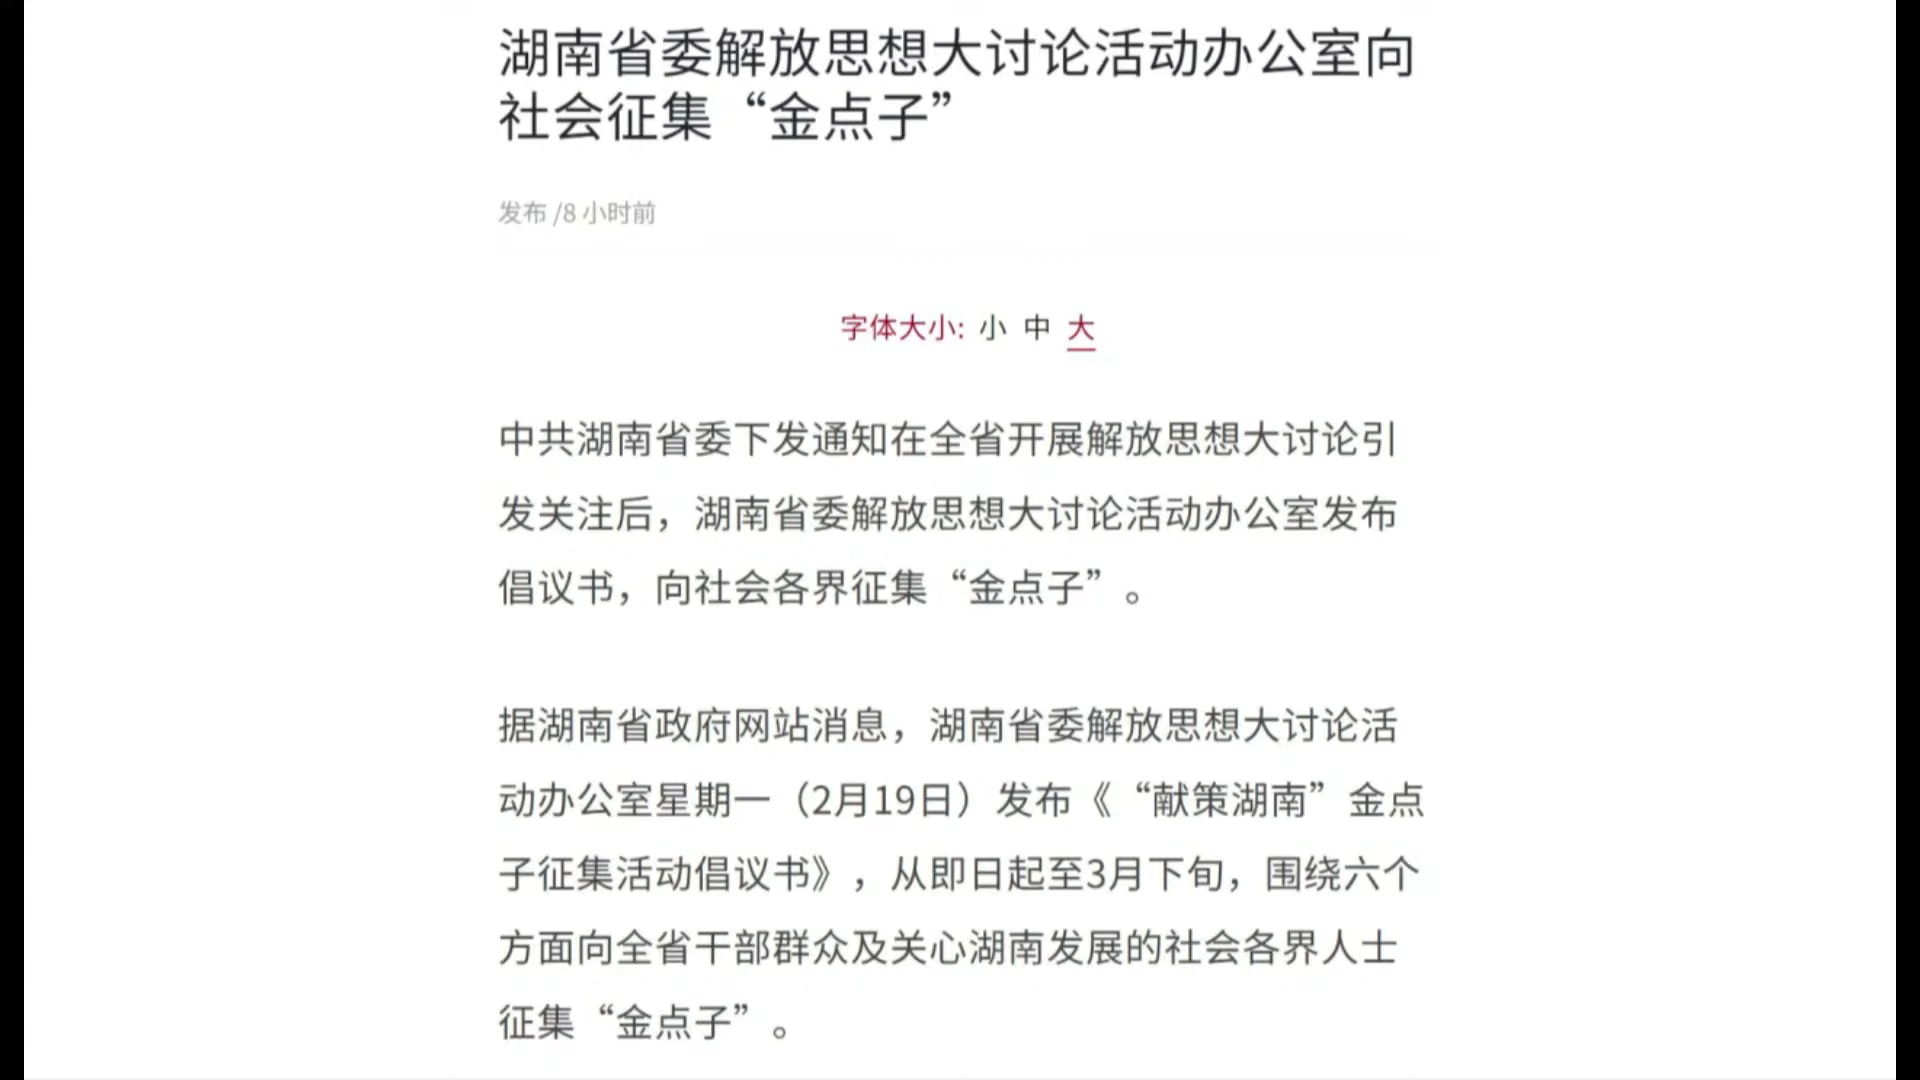 湖南省委解放思想大讨论活动办公室向
社会征集“金点子”
发布 /8 小时前
字体大小: 小 中 大
中共湖南省委下发通知在全省开展解放思想大讨论引
发关注后，湖南省委解放思想大讨论活动办公室发布
倡议书，向社会各界征集“金点子”。
据湖南省政府网站消息，湖南省委解放思想大讨论活
动办公室星期一（2月19日）发布《“献策湖南”金点
子征集活动倡议书》，从即日起至3月下旬，围绕六个
方面向全省干部群众及关心湖南发展的社会各界人士
征集“金点子”。